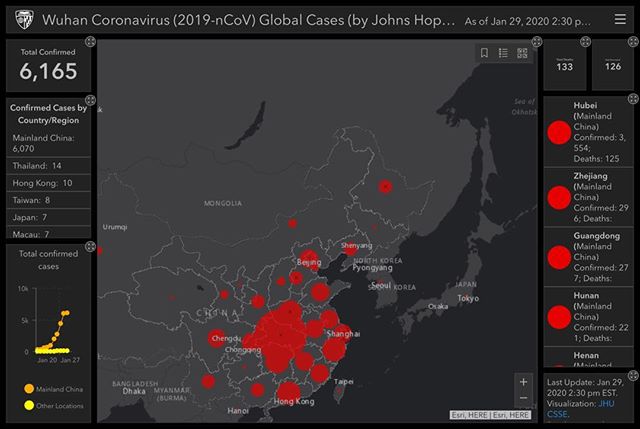 Wuhan Coronavirus (2019-nCoV) Global Cases (by Johns Hop...
As of Jan 29, 2020 2:30 p...
Total Confirmed
6,165
Confirmed Cases by
Country/Region
Mainland China:
6,070
Thailand: 14
Hong Kong: 10
Taiwan: 8
Japan: 7
Macau: 7
Total confirmed
cases
10k
5k
0
Jan 20
Jan 27
Mainland China
Other Locations
Sea of
Okhotsk
MONGOLIA
Urumqi
Shenyang
Beijing
NORTH KOREA
Pyongyang
Seoul
SOUTH KOREA
JAPAN
Tokyo
Osaka
CHINA
Chengdu
Chongqing
Shanghai
BANGLADESH
Dhaka
MYANMAR
(BURMA)
Taipei
Hong Kong
Hanoi
+
−
Esri, HERE | Esri, HERE
Total Deaths
133
126
Hubei
(Mainland
China)
Confirmed: 3,
554;
Deaths: 125
Zhejiang
(Mainland
China)
Confirmed: 29
6; Deaths:
Guangdong
(Mainland
China)
Confirmed: 27
7; Deaths:
Hunan
(Mainland
China)
Confirmed: 22
1; Deaths:
Henan
(Mainland
Last Update: Jan 29,
2020 2:30 pm EST.
Visualization: JHU
CSSE.